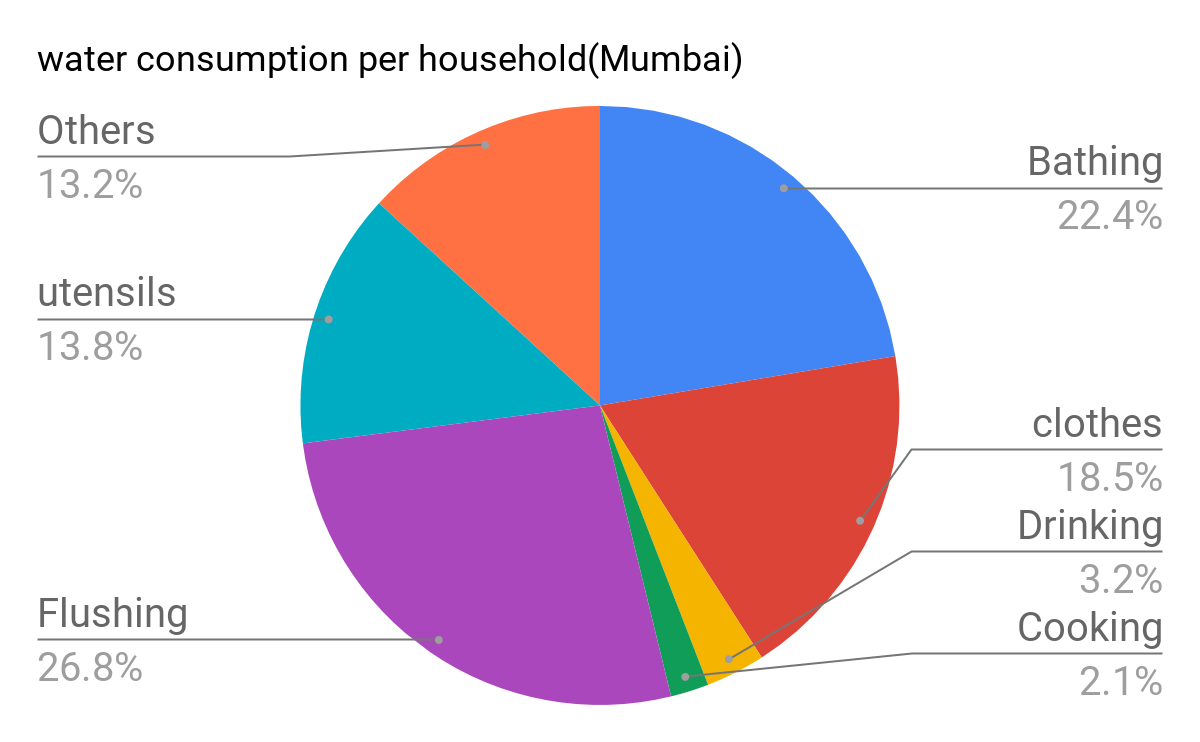 water consumption per household(Mumbai)
Others
13.2%
utensils
13.8%
Flushing
26.8%
Bathing
22.4%
clothes
18.5%
Drinking
3.2%
Cooking
2.1%